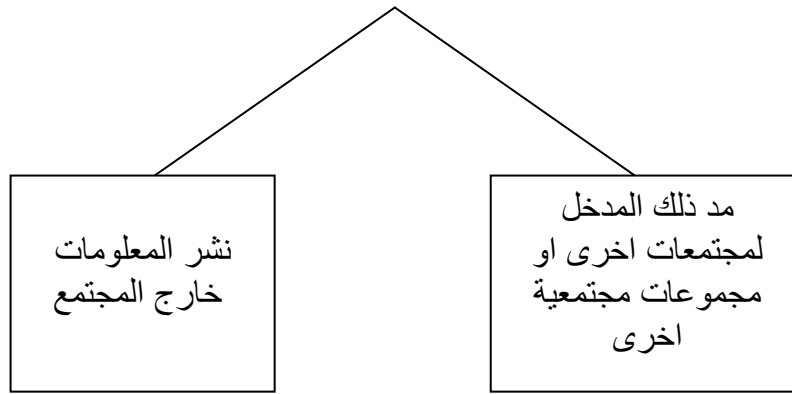 مد ذلك المدخل
لمجتمعات اخرى او
مجموعات مجتمعية
اخرى
نشر المعلومات
خارج المجتمع